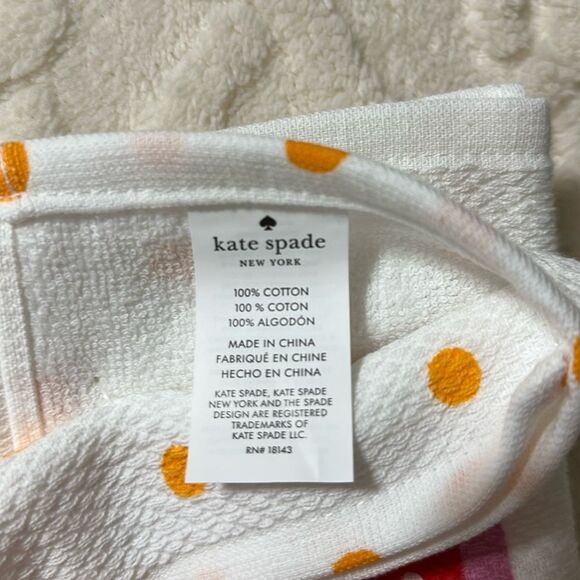 kate spade
NEW YORK
100% COTTON
100 % COTON
100% ALGODÓN
MADE IN CHINA
FABRIQUÉ EN CHINE
HECHO EN CHINA
KATE SPADE, KATE SPADE
NEW YORK AND THE SPADE
DESIGN ARE REGISTERED
TRADEMARKS OF
KATE SPADE LLC.
RN# 18143